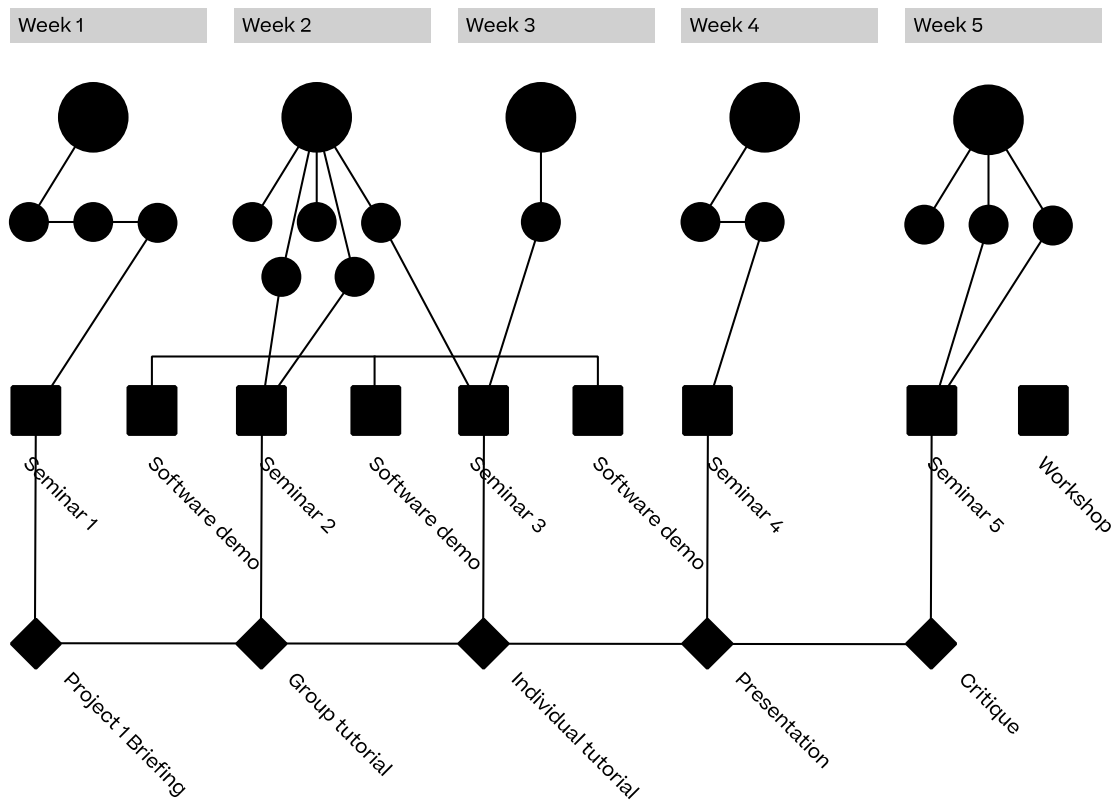 Week 1
Week 2
Week 3
Week 4
Week 5
Seminar 1
Software demo
Seminar 2
Software demo
Seminar 3
Software demo
Seminar 4
Seminar 5
Workshop
Project 1 Briefing
Group tutorial
Individual tutorial
Presentation
Critique